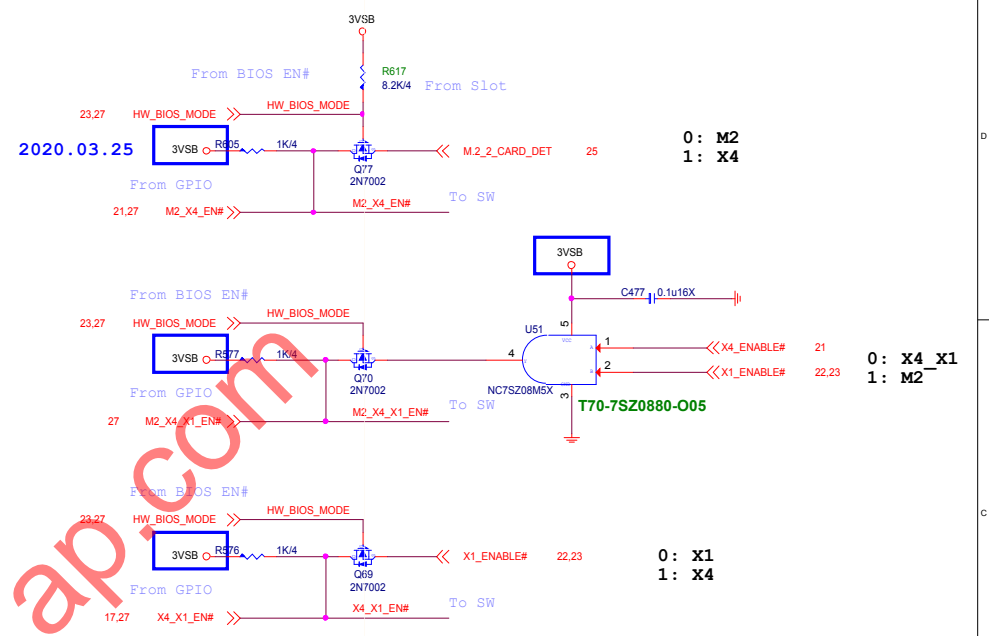 3VSB
From BIOS EN#
R617
8.2K/4
From Slot
23,27 HW_BIOS_MODE HW_BIOS_MODE
2020.03.25
3VSB R605 1K/4
Q77
2N7002
M.2_2_CARD_DET 25
0: M2
1: X4
From GPIO
To SW
21,27 M2_X4_EN# M2_X4_EN#
D
3VSB
C477 0.1u16X
From BIOS EN#
23,27 HW_BIOS_MODE HW_BIOS_MODE
3VSB R577 1K/4
Q70
2N7002
U51
5
VCC
4
1
A
2
B
3
GND
NC7SZ08M5X
T70-7SZ0880-O05
X4_ENABLE# 21
X1_ENABLE# 22,23
0: X4_X1
1: M2
From GPIO
To SW
27 M2_X4_X1_EN# M2_X4_X1_EN#
From BIOS EN#
23,27 HW_BIOS_MODE HW_BIOS_MODE
C
3VSB R576 1K/4
Q69
2N7002
X1_ENABLE# 22,23
0: X1
1: X4
From GPIO
To SW
17,27 X4_X1_EN# X4_X1_EN#
ap.com